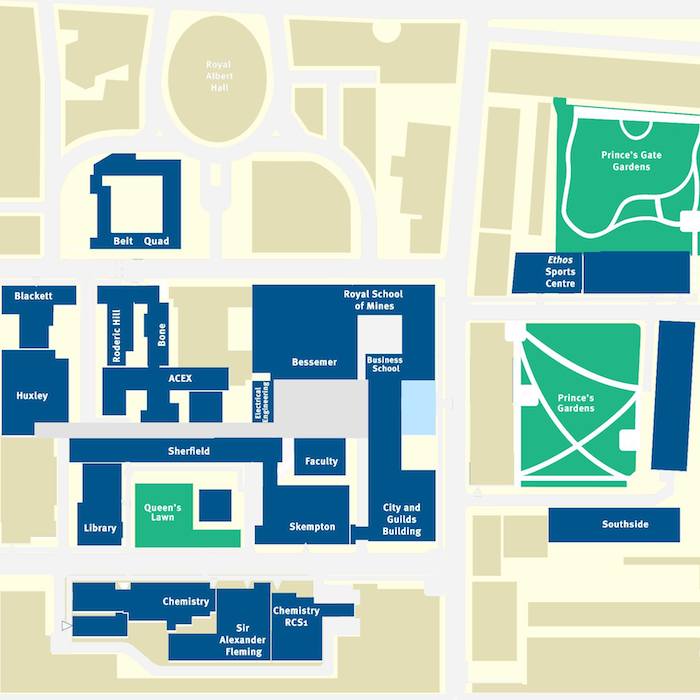 Royal
Albert
Hall
Prince's Gate
Gardens
Beit Quad
Ethos
Sports
Centre
Blackett
Royal School
of Mines
Roderic Hill
Bone
Bessemer
Business
School
ACEX
Huxley
Electrical
Engineering
Prince's
Gardens
Sherfield
Faculty
Queen's
Lawn
Library
Skempton
City and
Guilds
Building
Southside
Chemistry
Chemistry
RCS1
Sir
Alexander
Fleming